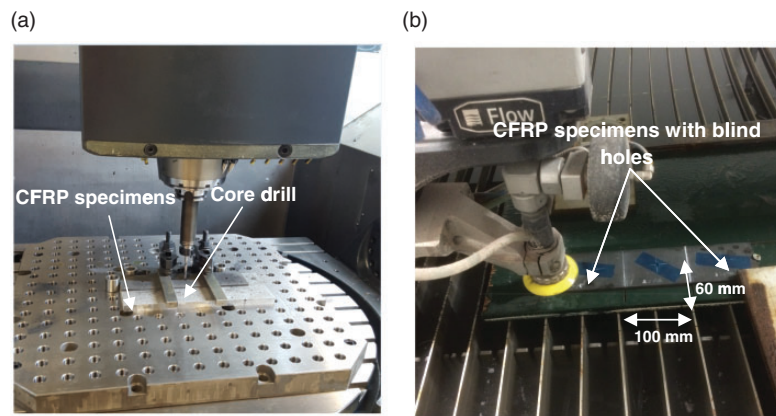 (a)
CFRP specimens
Core drill
(b)
Flow
CFRP specimens with blind
holes
60 mm
100 mm